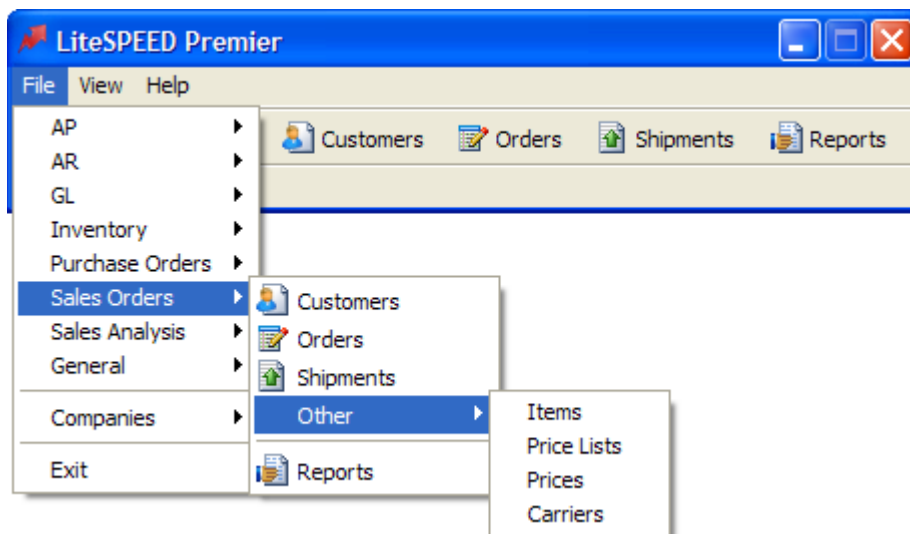 LiteSPEED Premier
File View Help
Customers Orders Shipments Reports
AP
AR
GL
Inventory
Purchase Orders
Sales Orders
Sales Analysis
General
Companies
Exit
Customers
Orders
Shipments
Other
Reports
Items
Price Lists
Prices
Carriers